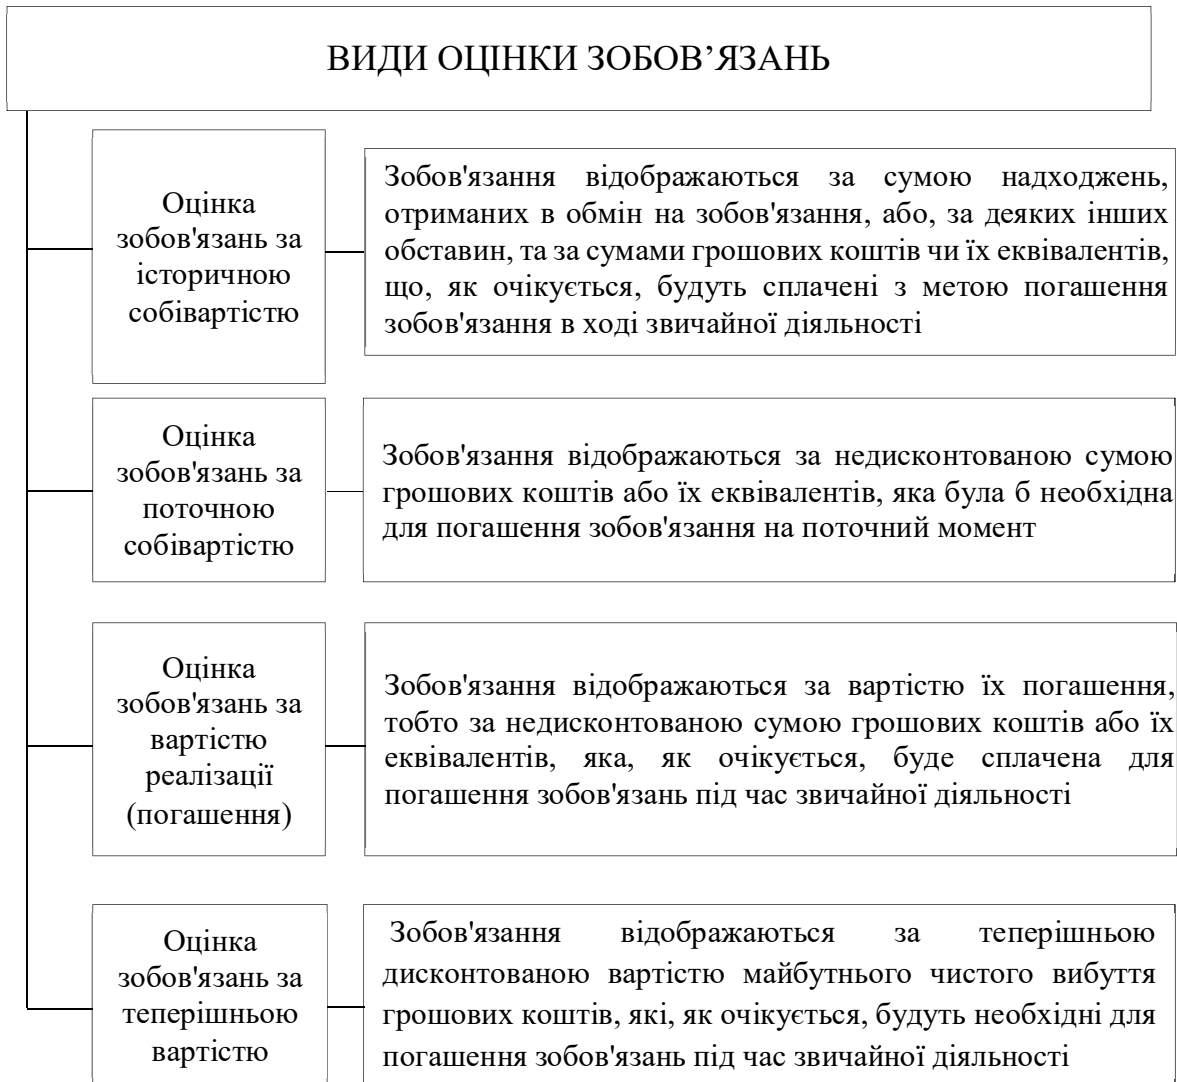 ВИДИ ОЦІНКИ ЗОБОВ’ЯЗАНЬ
Оцінка
зобов'язань за
історичною
собівартістю
Зобов'язання відображаються за сумою надходжень,
отриманих в обмін на зобов'язання, або, за деяких інших
обставин, та за сумами грошових коштів чи їх еквівалентів,
що, як очікується, будуть сплачені з метою погашення
зобов'язання в ході звичайної діяльності
Оцінка
зобов'язань за
поточною
собівартістю
Зобов'язання відображаються за недисконтованою сумою
грошових коштів або їх еквівалентів, яка була б необхідна
для погашення зобов'язання на поточний момент
Оцінка
зобов'язань за
вартістю
реалізації
(погашення)
Зобов'язання відображаються за вартістю їх погашення,
тобто за недисконтованою сумою грошових коштів або їх
еквівалентів, яка, як очікується, буде сплачена для
погашення зобов'язань під час звичайної діяльності
Оцінка
зобов'язань за
теперішньою
вартістю
Зобов'язання відображаються за теперішньою
дисконтованою вартістю майбутнього чистого вибуття
грошових коштів, які, як очікується, будуть необхідні для
погашення зобов'язань під час звичайної діяльності